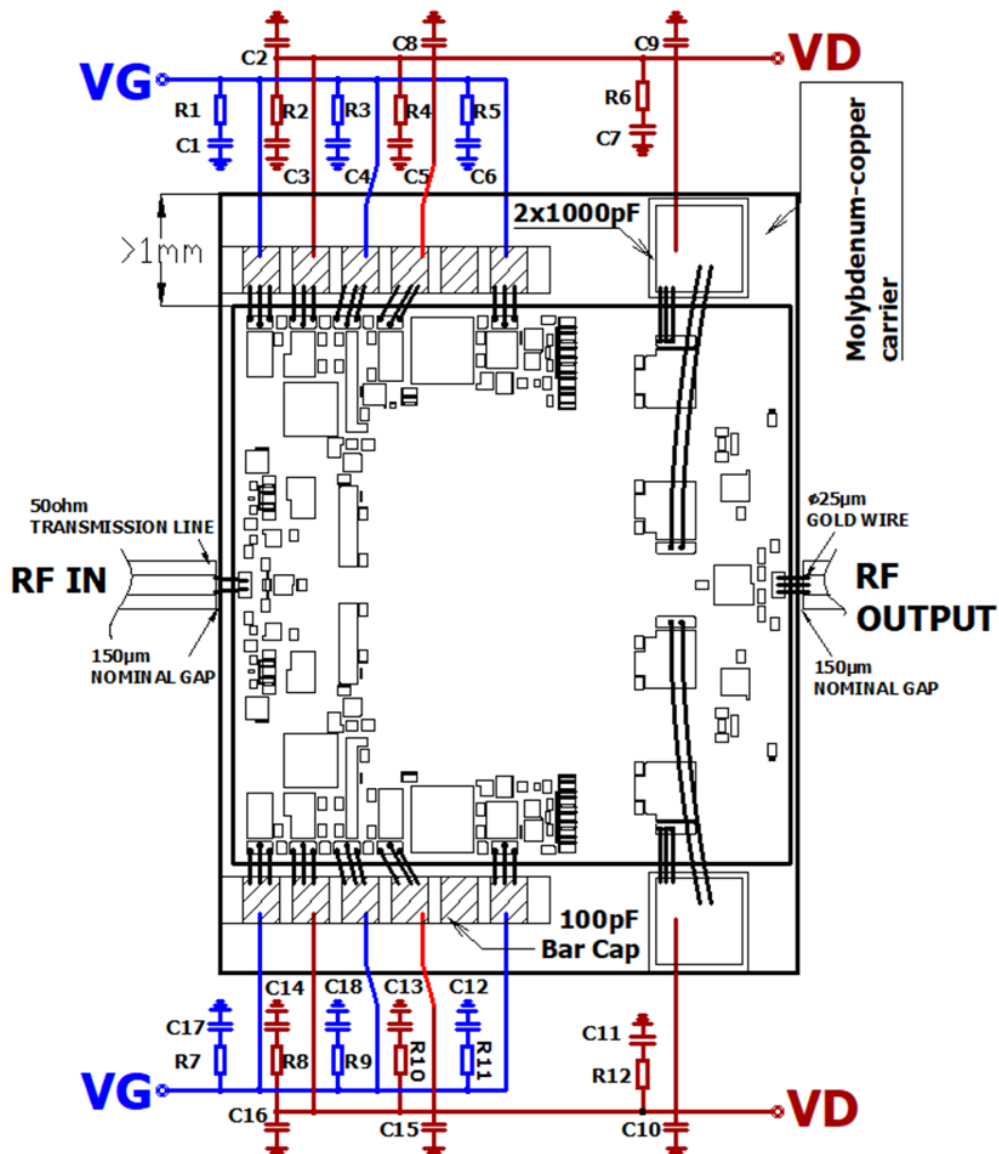 C2
C8
C9
VD
VG
R1
R2
R3
R4
R5
R6
C1
C3
C4
C5
C6
C7
Molybdenum-copper
carrier
>1mm
2x1000pF
50ohm
TRANSMISSION LINE
ø25µm
GOLD WIRE
RF IN
RF
OUTPUT
150µm
NOMINAL GAP
150µm
NOMINAL GAP
100pF
Bar Cap
C14
C18
C13
C12
C17
C11
R7
R8
R9
R10
R11
R12
VG
C16
C15
C10
VD